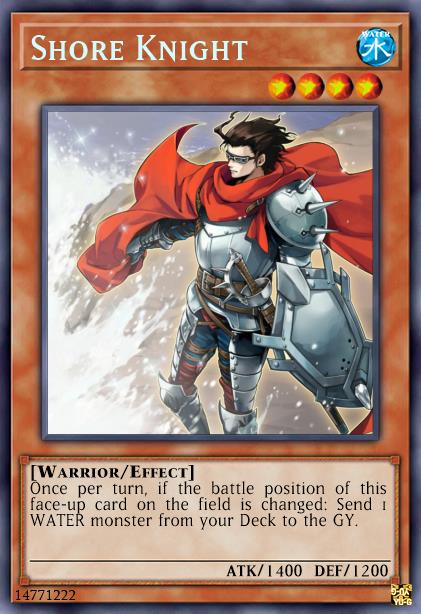 SHORE KNIGHT
WATER
水
[WARRIOR/EFFECT]
Once per turn, if the battle position of this
face-up card on the field is changed: Send 1
WATER monster from your Deck to the GY.
ATK/1400 DEF/1200
14771222